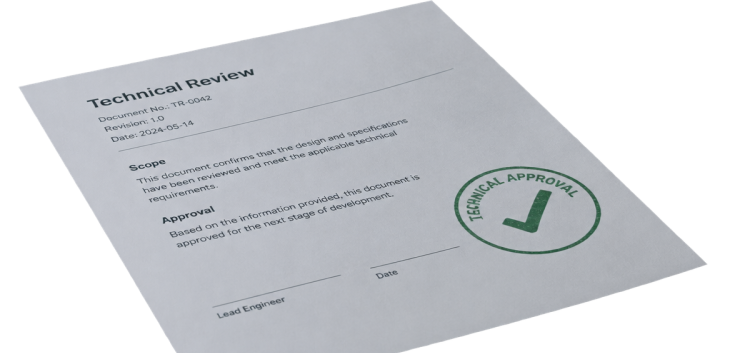 Technical Review
Document No.: TR-0042
Revision: 1.0
Date: 2024-05-14
Scope
This document confirms that the design and specifications
have been reviewed and meet the applicable technical
requirements.
Approval
Based on the information provided, this document is
approved for the next stage of development.
TECHNICAL APPROVAL
Lead Engineer
Date